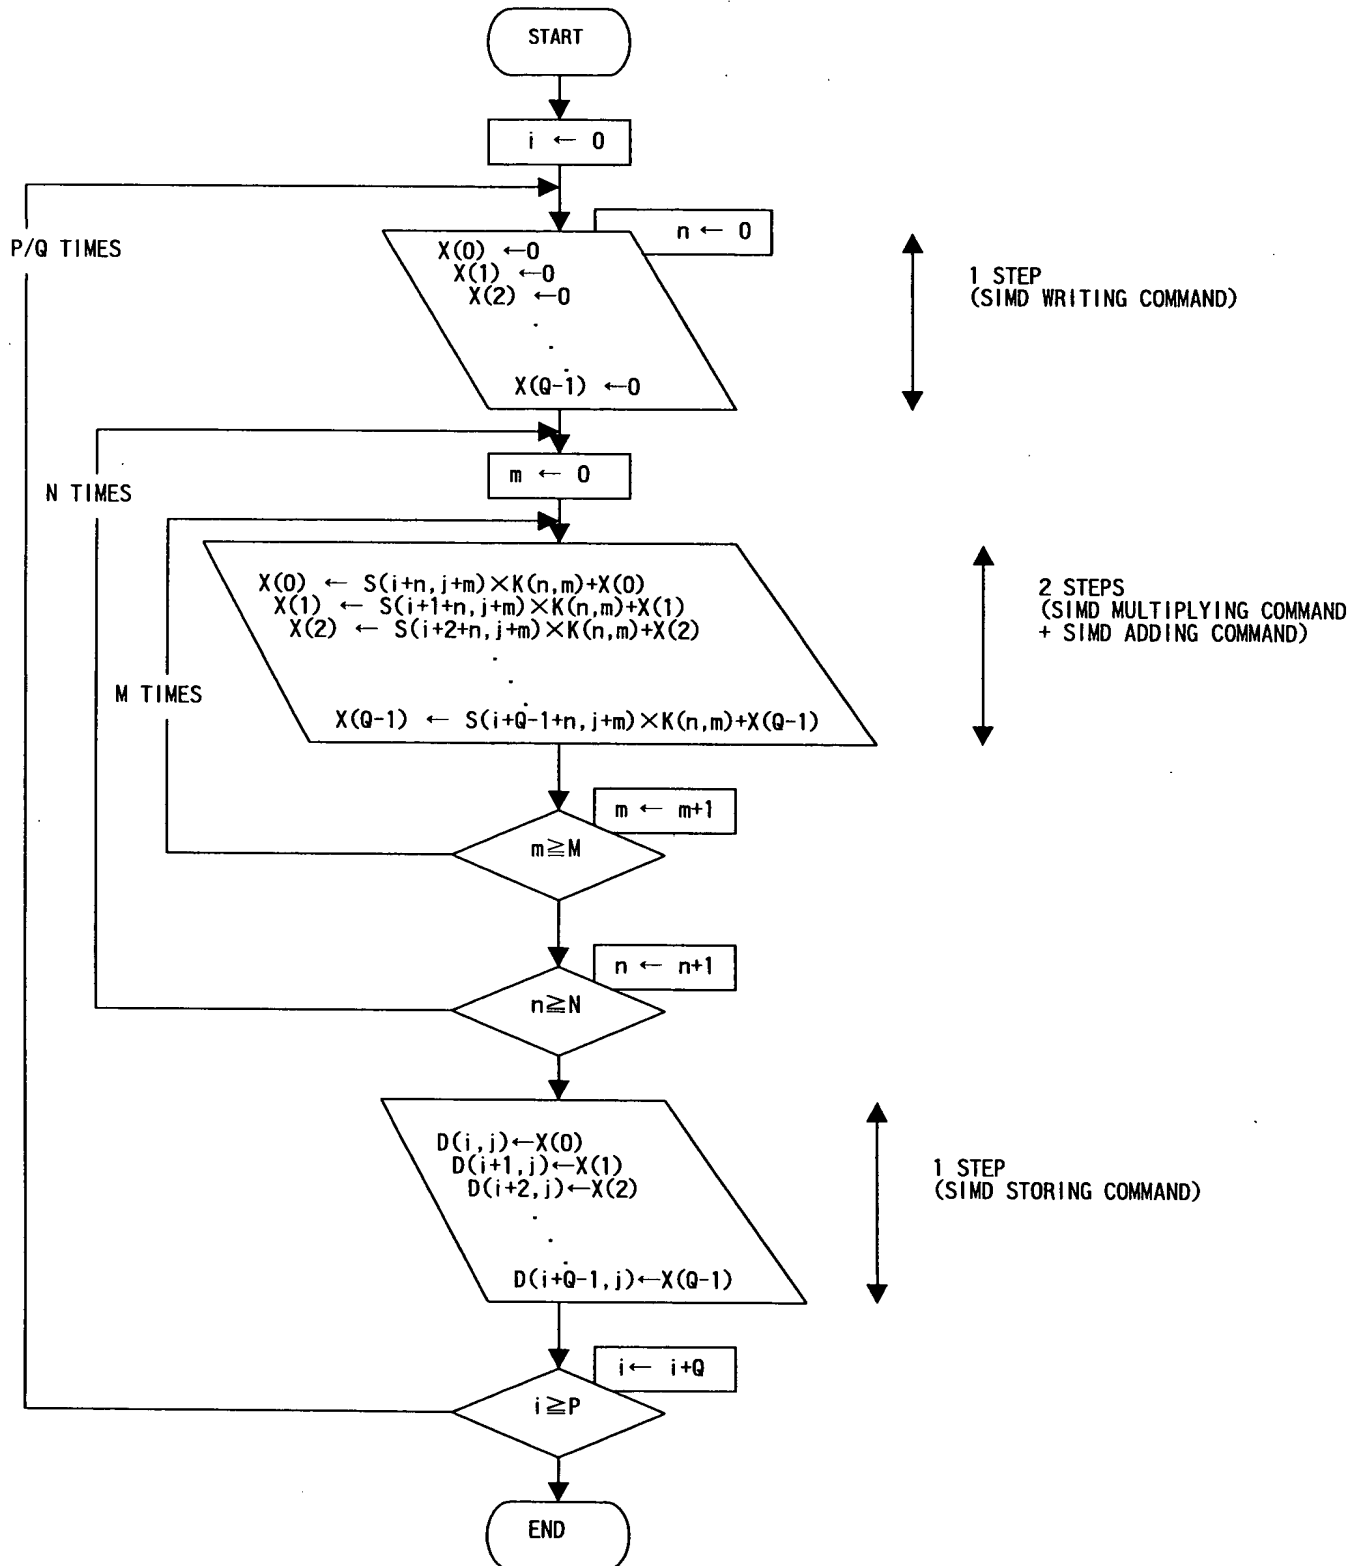 START
i ← 0
P/Q TIMES
n ← 0
X(0) ←0
X(1) ←0
X(2) ←0
X(Q-1) ←0
1 STEP
(SIMD WRITING COMMAND)
N TIMES
m ← 0
X(0) ← S(i+n,j+m)×K(n,m)+X(0)
X(1) ← S(i+1+n,j+m)×K(n,m)+X(1)
X(2) ← S(i+2+n,j+m)×K(n,m)+X(2)
X(Q-1) ← S(i+Q-1+n,j+m)×K(n,m)+X(Q-1)
2 STEPS
(SIMD MULTIPLYING COMMAND
+ SIMD ADDING COMMAND)
M TIMES
m ← m+1
m≧M
n ← n+1
n≧N
D(i,j)←X(0)
D(i+1,j)←X(1)
D(i+2,j)←X(2)
D(i+Q-1,j)←X(Q-1)
1 STEP
(SIMD STORING COMMAND)
i← i+Q
i≧P
END